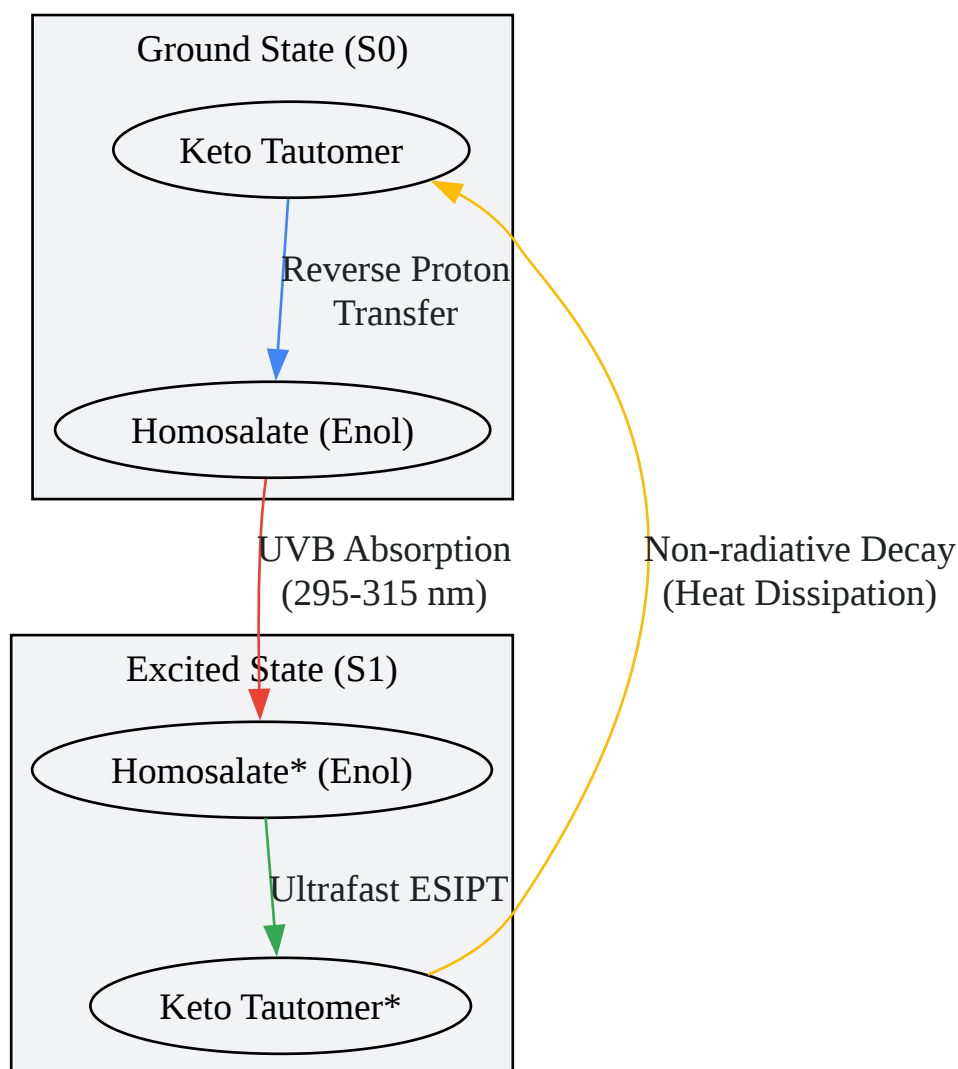 Ground State (S0)
Keto Tautomer
Reverse Proton
Transfer
Homosalate (Enol)
UVB Absorption
(295-315 nm)
Non-radiative Decay
(Heat Dissipation)
Excited State (S1)
Homosalate* (Enol)
Ultrafast ESIPT
Keto Tautomer*